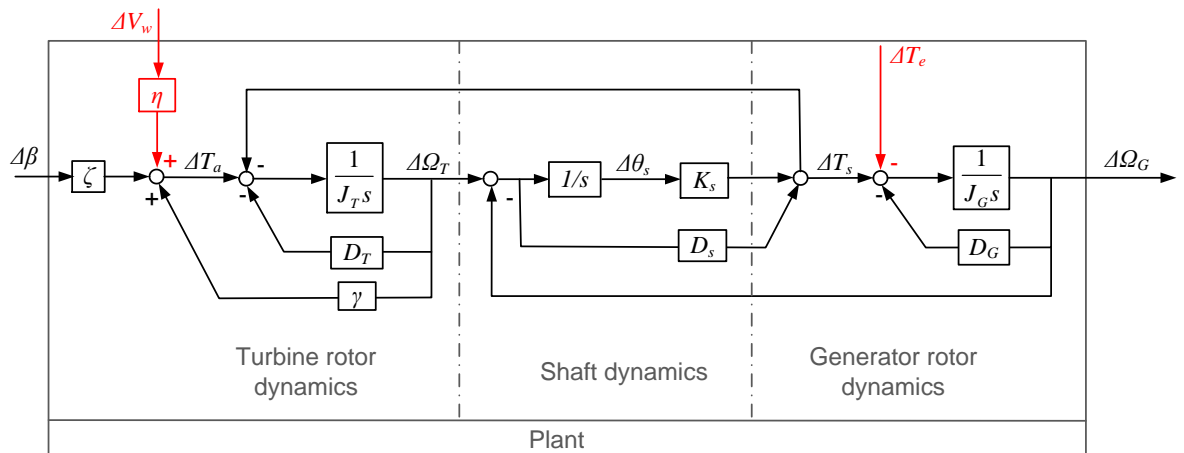 ΔV_w
ΔT_e
η
Δβ
ζ
+
+
ΔT_a
-
-
1
J_T s
ΔΩ_T
D_T
γ
-
1/s
Δθ_s
K_s
D_s
ΔT_s
-
-
1
J_G s
D_G
ΔΩ_G
Turbine rotor
dynamics
Shaft dynamics
Generator rotor
dynamics
Plant